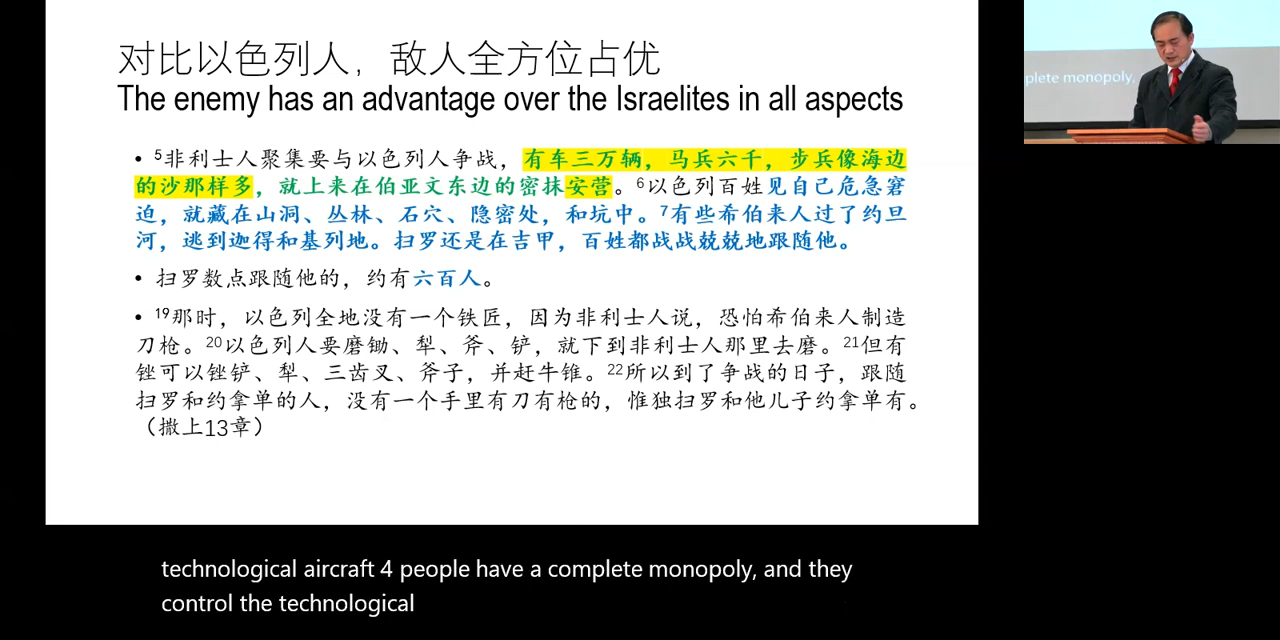 对比以色列人，敌人全方位占优
The enemy has an advantage over the Israelites in all aspects
• ⁵非利士人聚集要与以色列人争战，有车三万辆，马兵六千，步兵像海边
的沙那样多，就上来在伯亚文东边的密抹安营。⁶以色列百姓见自己危急窘
迫，就藏在山洞、丛林、石穴、隐密处，和坑中。⁷有些希伯来人过了约旦
河，逃到迦得和基列地。扫罗还是在吉甲，百姓都战战兢兢地跟随他。
• 扫罗数点跟随他的，约有六百人。
• ¹⁹那时，以色列全地没有一个铁匠，因为非利士人说，恐怕希伯来人制造
刀枪。²⁰以色列人要磨锄、犁、斧、铲，就下到非利士人那里去磨。²¹但有
锉可以锉铲、犁、三齿叉、斧子，并赶牛锥。²²所以到了争战的日子，跟随
扫罗和约拿单的人，没有一个手里有刀有枪的，惟独扫罗和他儿子约拿单有。
（撒上13章）
plete monopoly,
technological aircraft 4 people have a complete monopoly, and they
control the technological